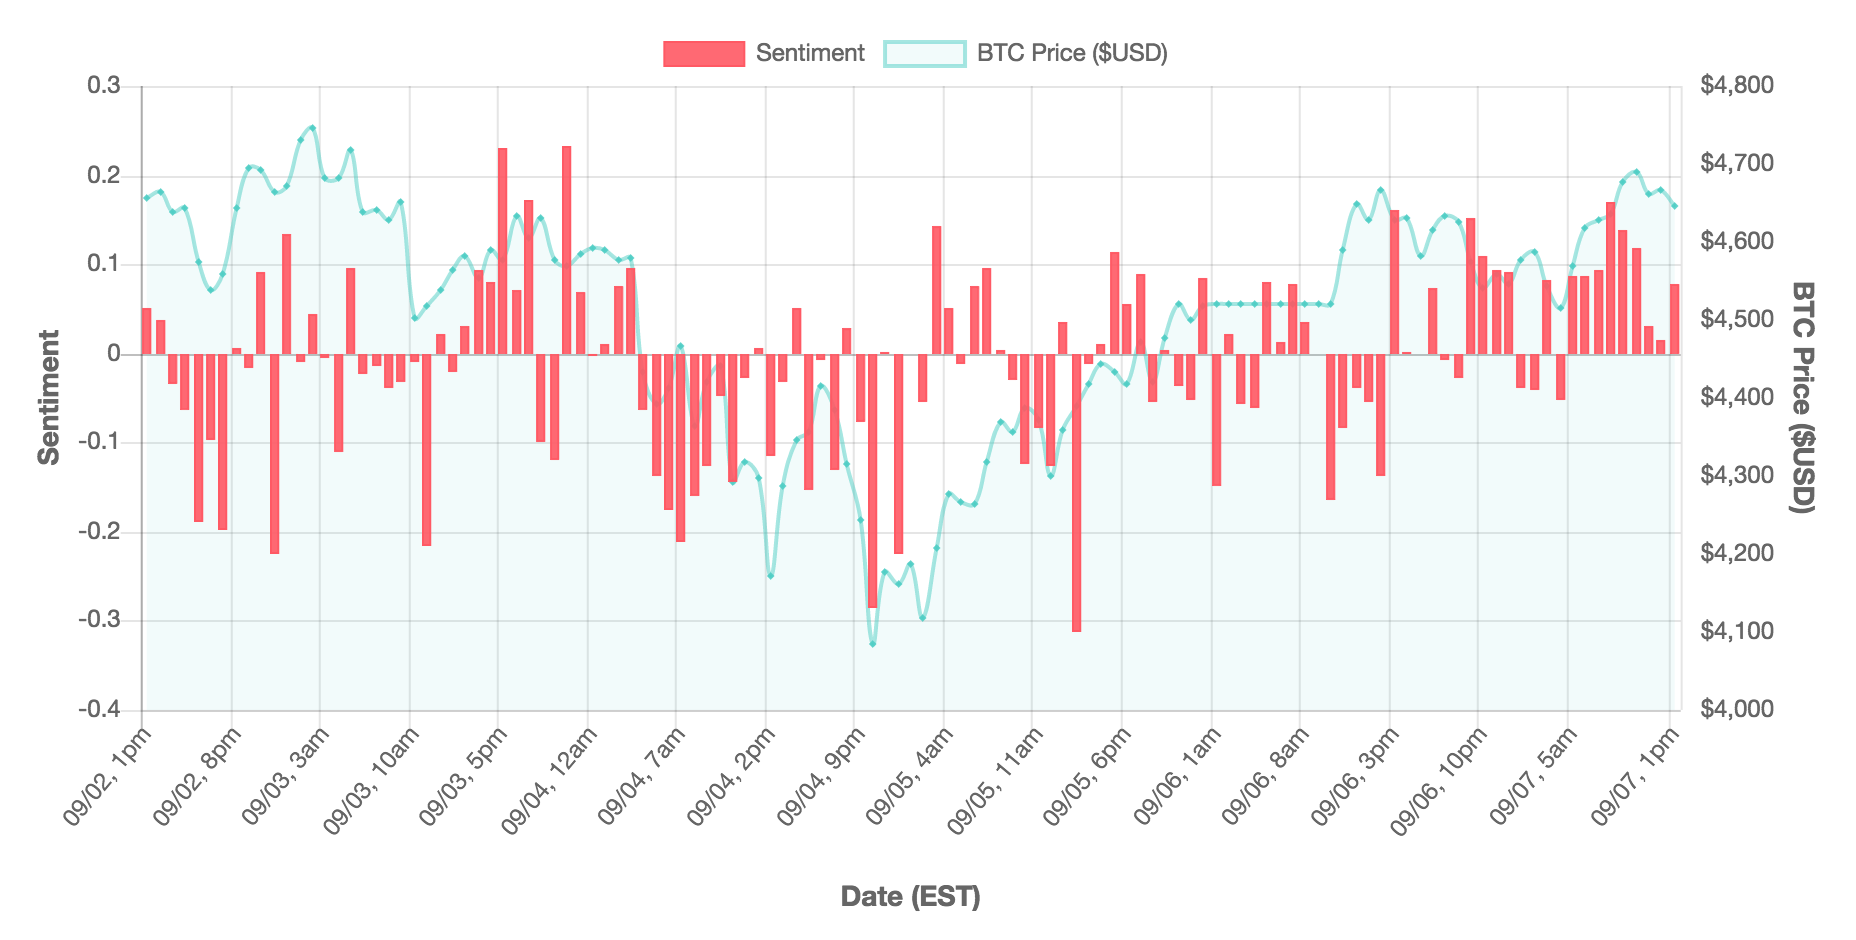 Sentiment BTC Price ($USD)
0.3
0.2
0.1
0
-0.1
-0.2
-0.3
-0.4
Sentiment
$4,800
$4,700
$4,600
$4,500
$4,400
$4,300
$4,200
$4,100
$4,000
BTC Price ($USD)
09/02, 1pm
09/02, 8pm
09/03, 3am
09/03, 10am
09/03, 5pm
09/04, 12am
09/04, 7am
09/04, 2pm
09/04, 9pm
09/05, 4am
09/05, 11am
09/05, 6pm
09/06, 1am
09/06, 8am
09/06, 3pm
09/06, 10pm
09/07, 5am
09/07, 1pm
Date (EST)